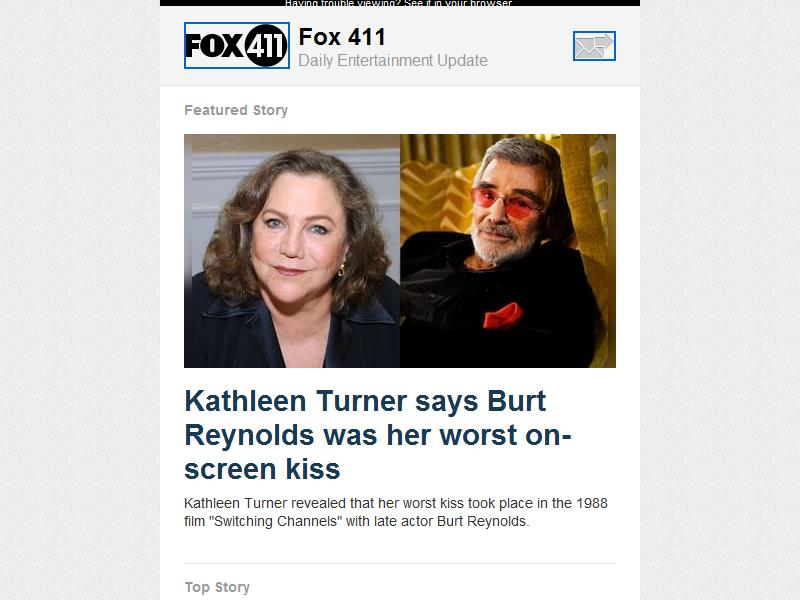 Having trouble viewing? See it in your browser
FOX 411
Fox 411
Daily Entertainment Update
Featured Story
Kathleen Turner says Burt
Reynolds was her worst on-
screen kiss
Kathleen Turner revealed that her worst kiss took place in the 1988
film "Switching Channels" with late actor Burt Reynolds.
Top Story